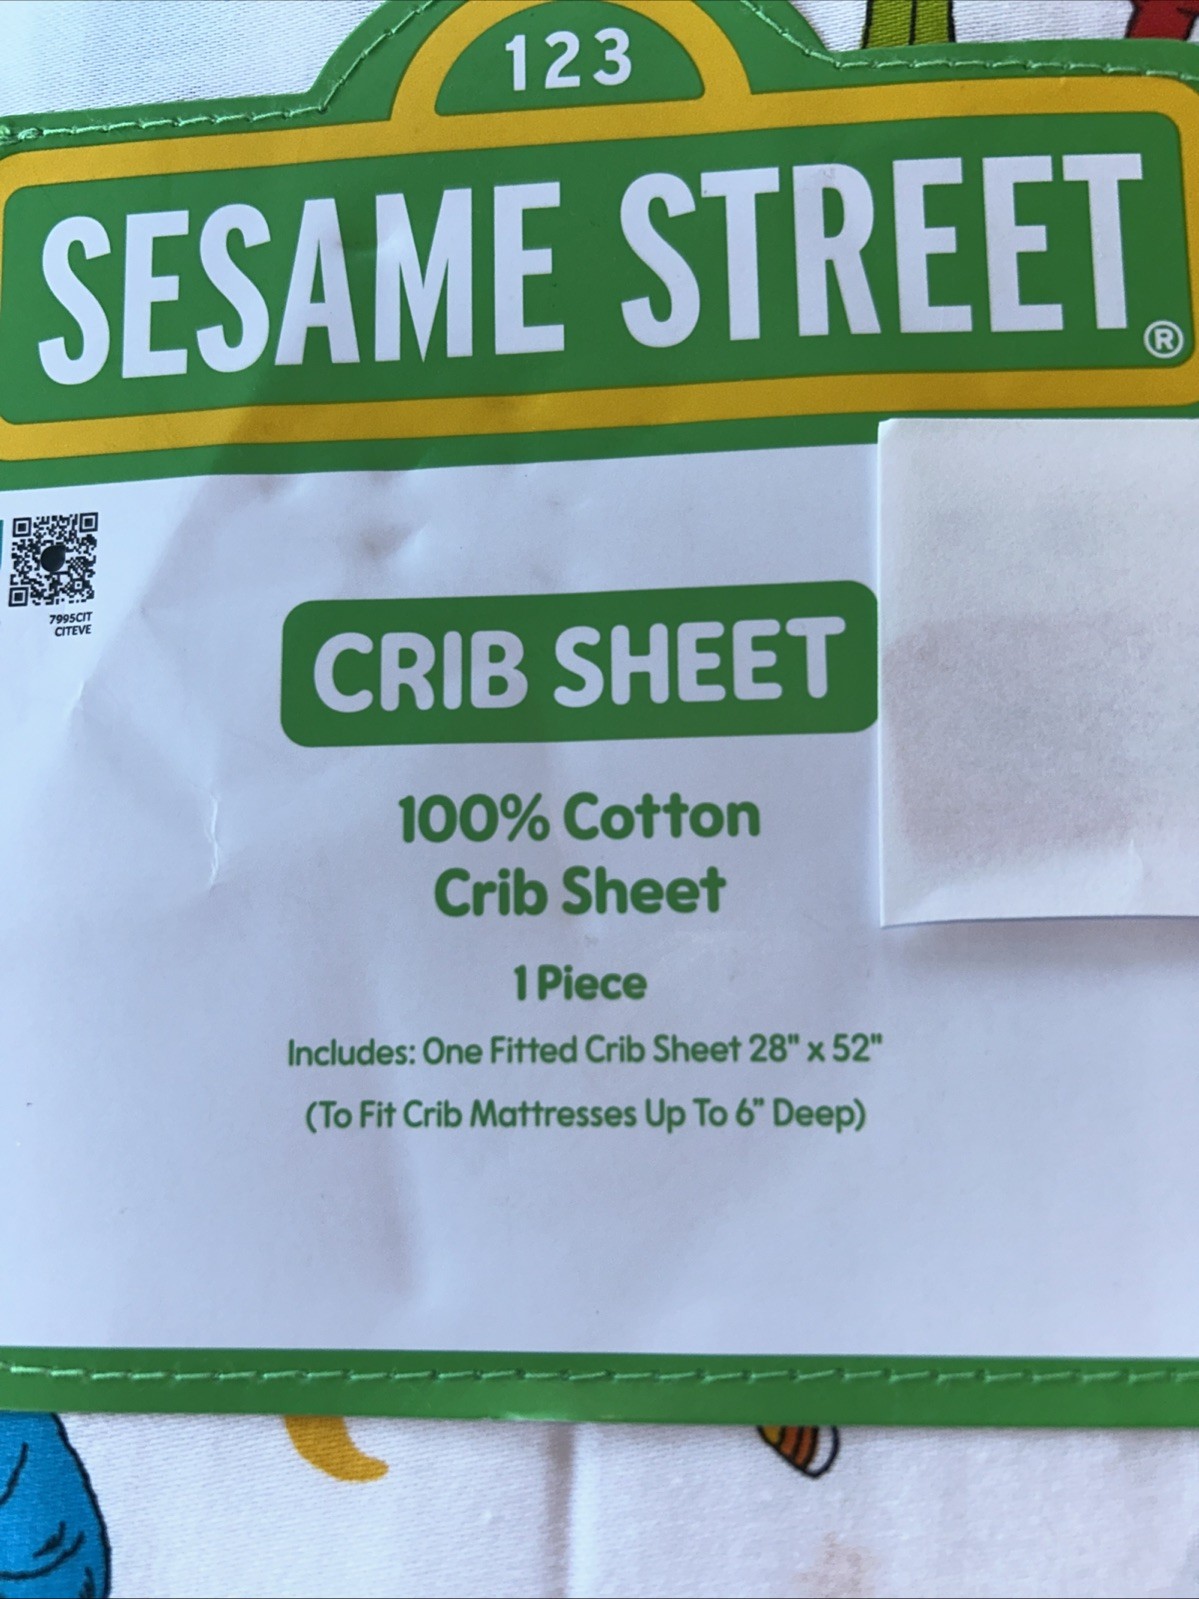 123
SESAME STREET®
7995CIT
CITEVE
CRIB SHEET
100% Cotton
Crib Sheet
1 Piece
Includes: One Fitted Crib Sheet 28" x 52"
(To Fit Crib Mattresses Up To 6" Deep)